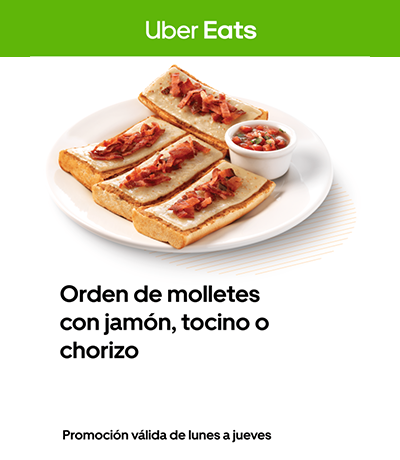 Uber Eats
Orden de molletes
con jamón, tocino o
chorizo
Promoción válida de lunes a jueves